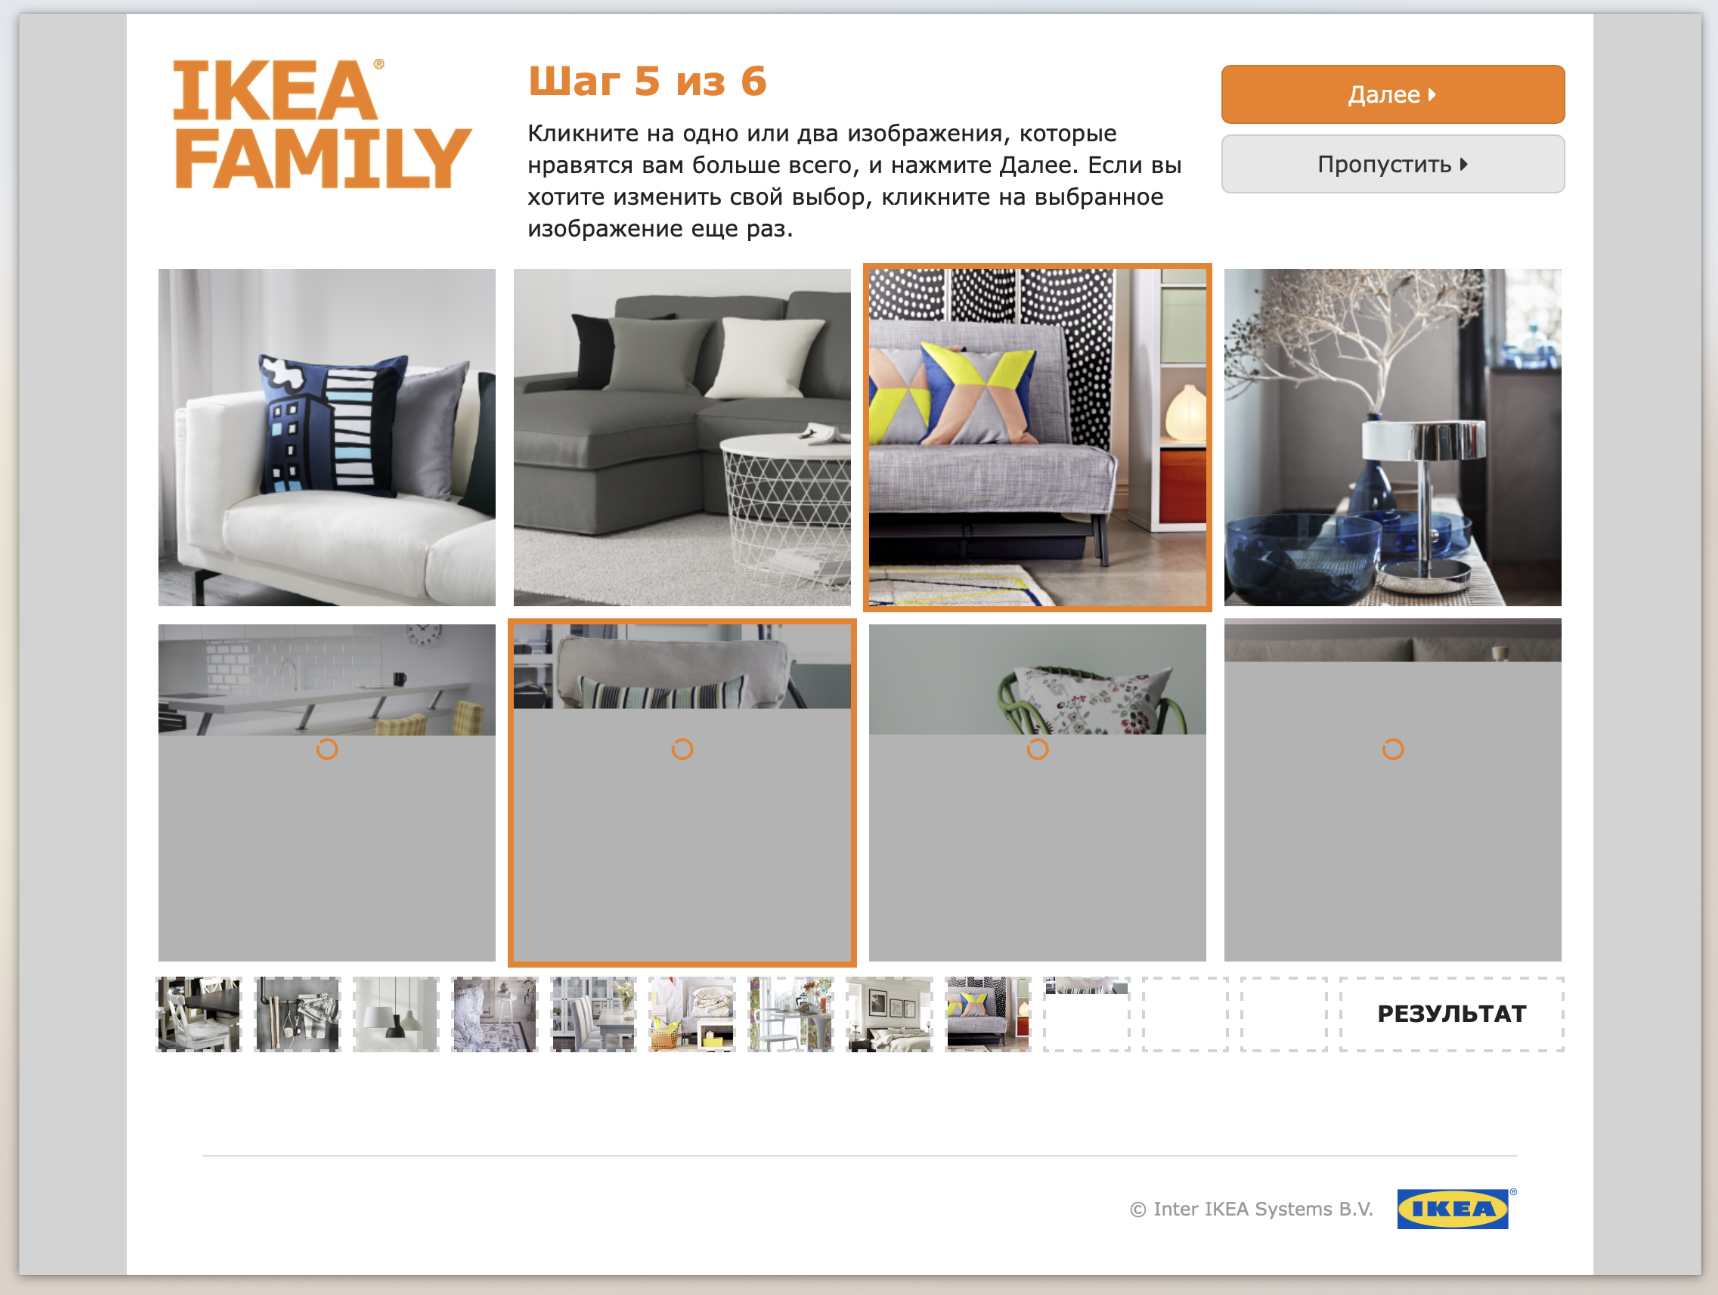 IKEA®
FAMILY
Шаг 5 из 6
Кликните на одно или два изображения, которые
нравятся вам больше всего, и нажмите Далее. Если вы
хотите изменить свой выбор, кликните на выбранное
изображение еще раз.
Далее
Пропустить
РЕЗУЛЬТАТ
© Inter IKEA Systems B.V.
IKEA®